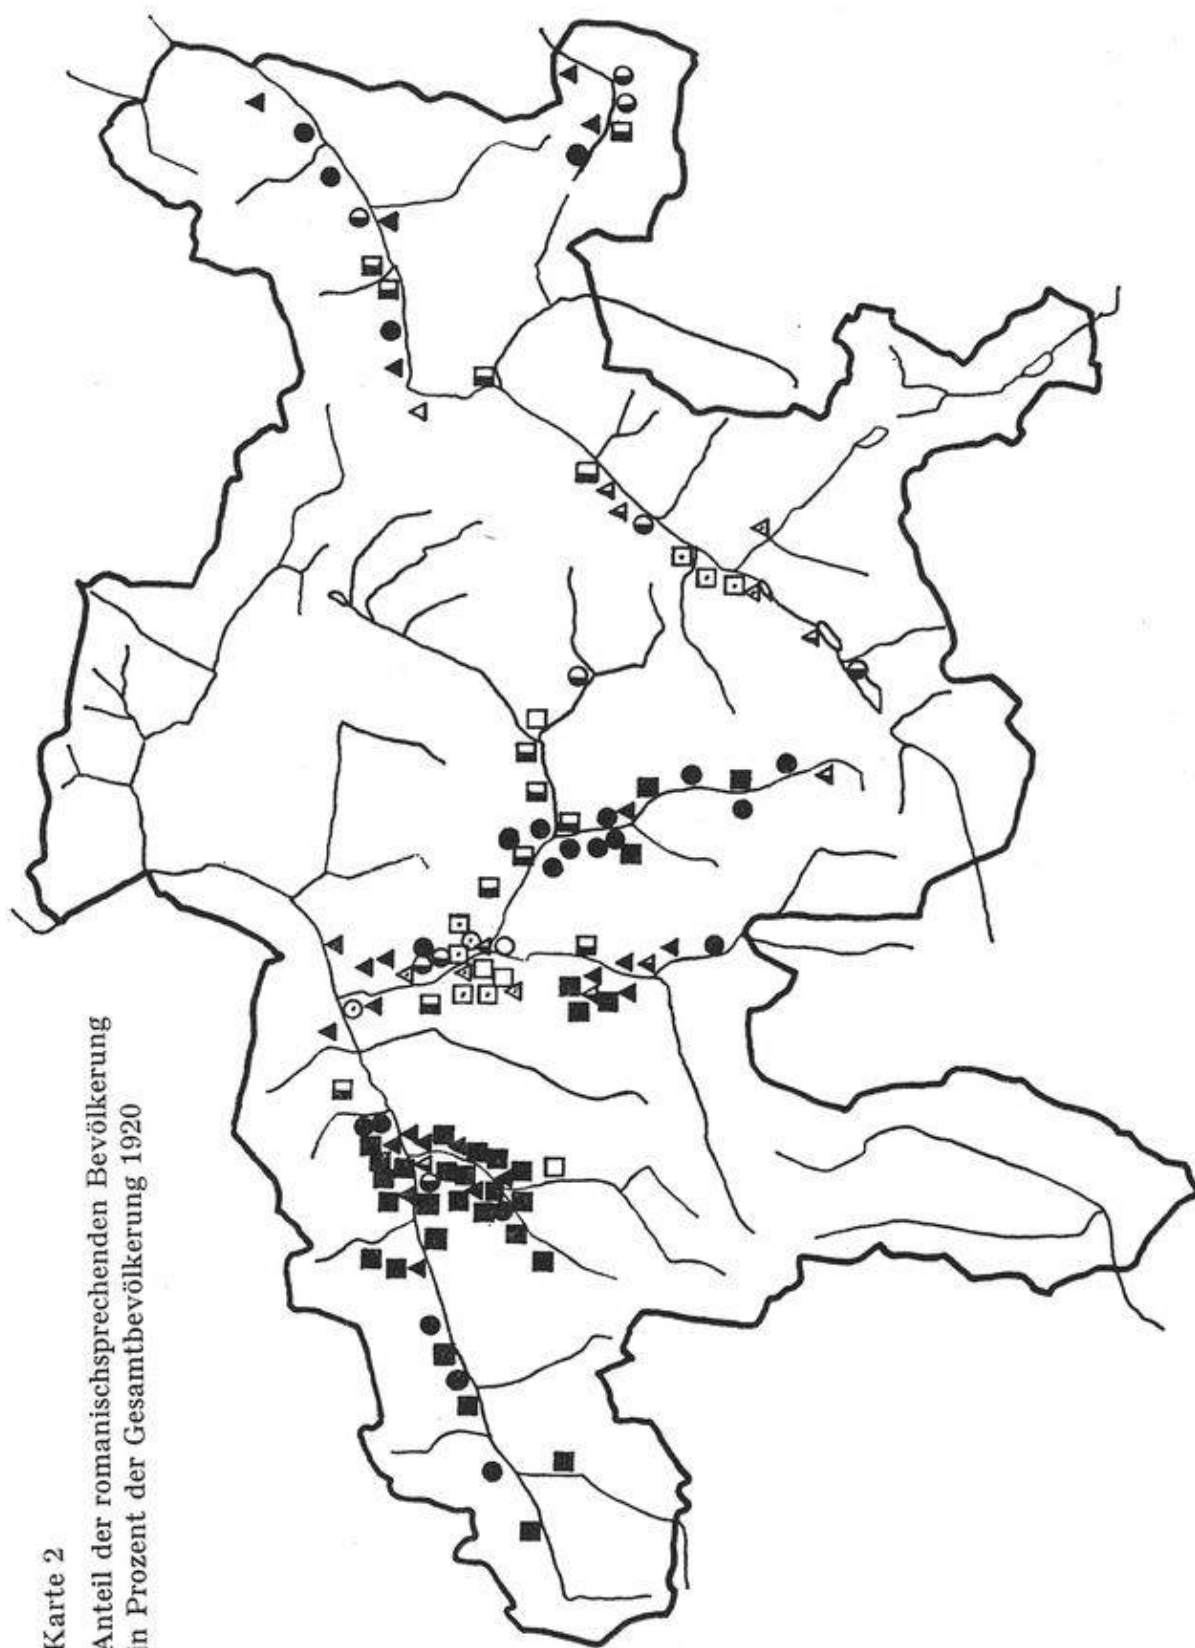 Karte 2
Anteil der romanischsprechenden Bevölkerung
in Prozent der Gesamtbevölkerung 1920